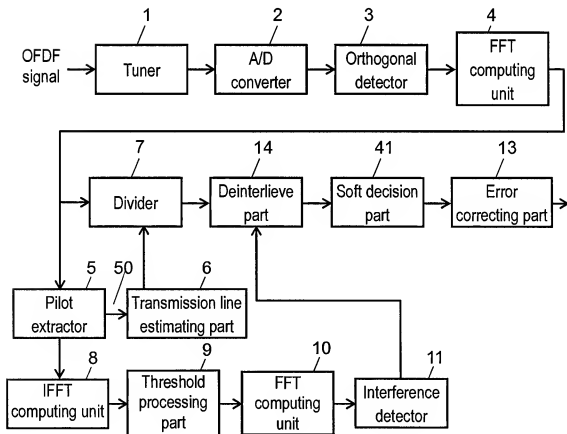 1
2
3
4
OFDF
signal
Tuner
A/D
converter
Orthogonal
detector
FFT
computing
unit
7
14
41
13
Divider
Deinterlieve
part
Soft decision
part
Error
correcting part
5
50
6
Pilot
extractor
Transmission line
estimating part
8
9
10
11
IFFT
computing unit
Threshold
processing
part
FFT
computing
unit
Interference
detector